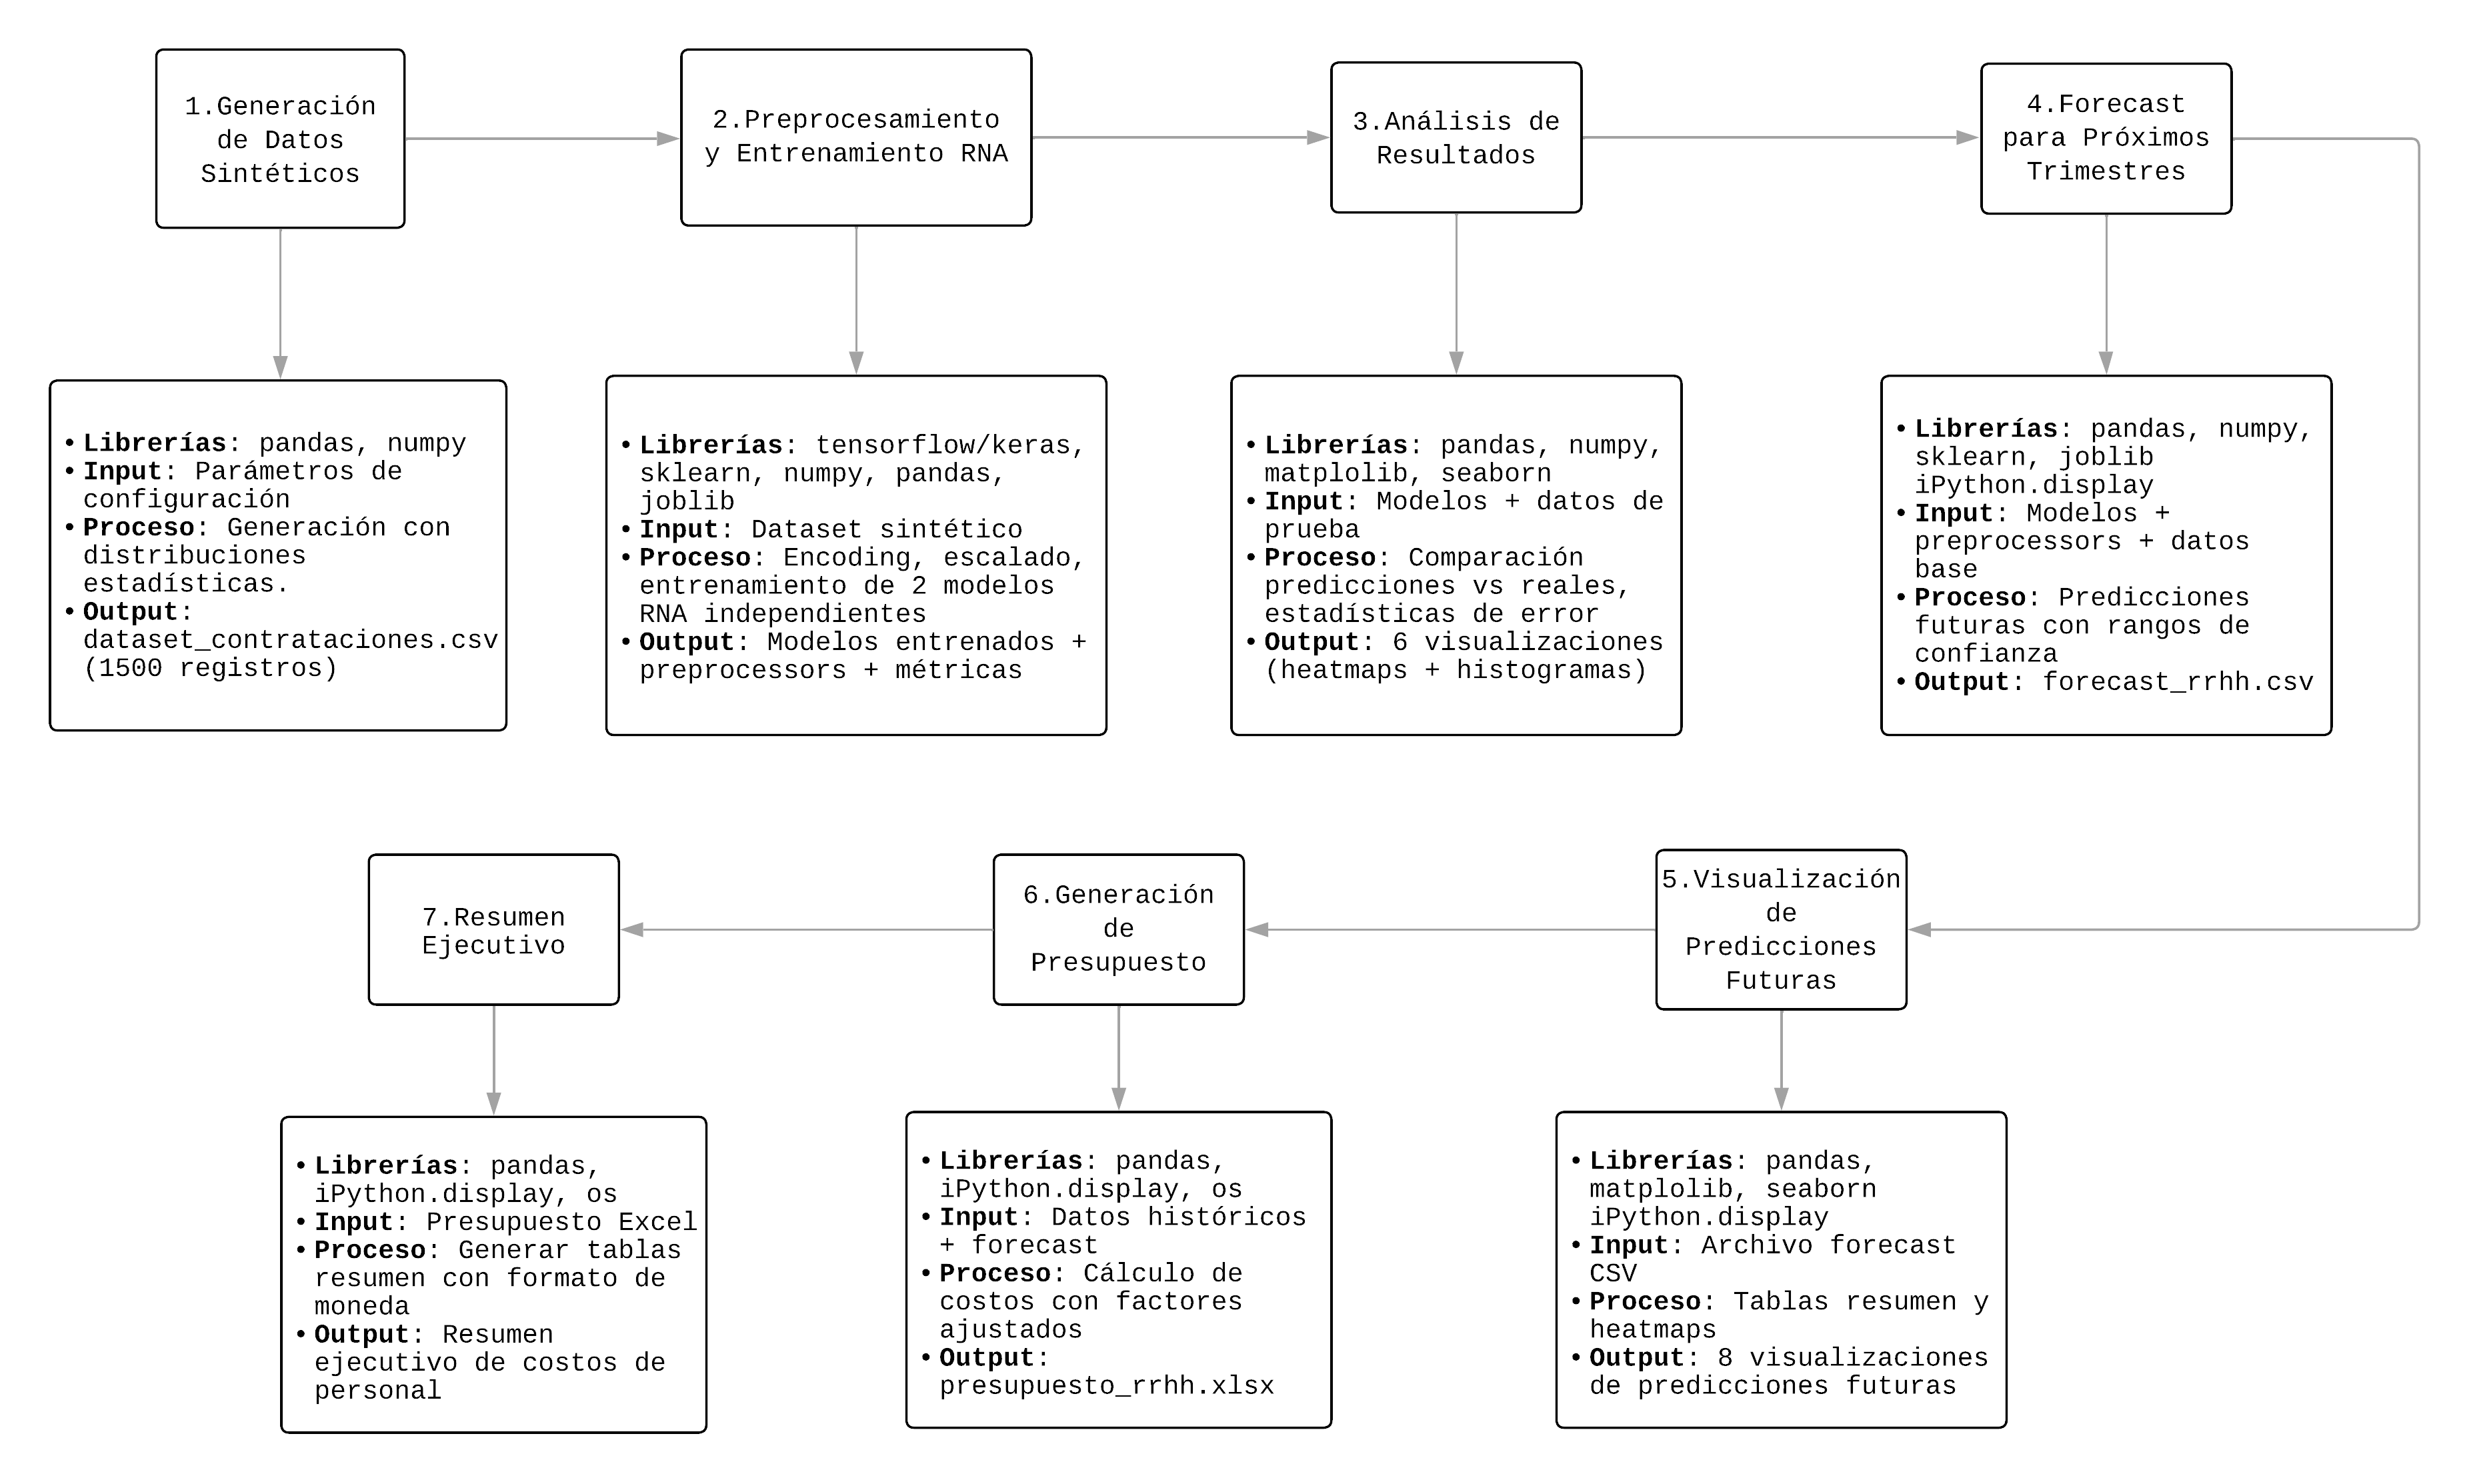 1.Generación
de Datos
Sintéticos
2.Preprocesamiento
y Entrenamiento RNA
3.Análisis de
Resultados
4.Forecast
para Próximos
Trimestres
• Librerías: pandas, numpy
• Input: Parámetros de
configuración
• Proceso: Generación con
distribuciones
estadísticas.
• Output:
dataset_contrataciones.csv
(1500 registros)
• Librerías: tensorflow/keras,
sklearn, numpy, pandas,
joblib
• Input: Dataset sintético
• Proceso: Encoding, escalado,
entrenamiento de 2 modelos
RNA independientes
• Output: Modelos entrenados +
preprocessors + métricas
• Librerías: pandas, numpy,
matplolib, seaborn
• Input: Modelos + datos de
prueba
• Proceso: Comparación
predicciones vs reales,
estadísticas de error
• Output: 6 visualizaciones
(heatmaps + histogramas)
• Librerías: pandas, numpy,
sklearn, joblib
iPython.display
• Input: Modelos +
preprocessors + datos
base
• Proceso: Predicciones
futuras con rangos de
confianza
• Output: forecast_rrhh.csv
5.Visualización
de
Predicciones
Futuras
6.Generación
de
Presupuesto
7.Resumen
Ejecutivo
• Librerías: pandas,
matplolib, seaborn
iPython.display
• Input: Archivo forecast
CSV
• Proceso: Tablas resumen y
heatmaps
• Output: 8 visualizaciones
de predicciones futuras
• Librerías: pandas,
iPython.display, os
• Input: Datos históricos
+ forecast
• Proceso: Cálculo de
costos con factores
ajustados
• Output:
presupuesto_rrhh.xlsx
• Librerías: pandas,
iPython.display, os
• Input: Presupuesto Excel
• Proceso: Generar tablas
resumen con formato de
moneda
• Output: Resumen
ejecutivo de costos de
personal